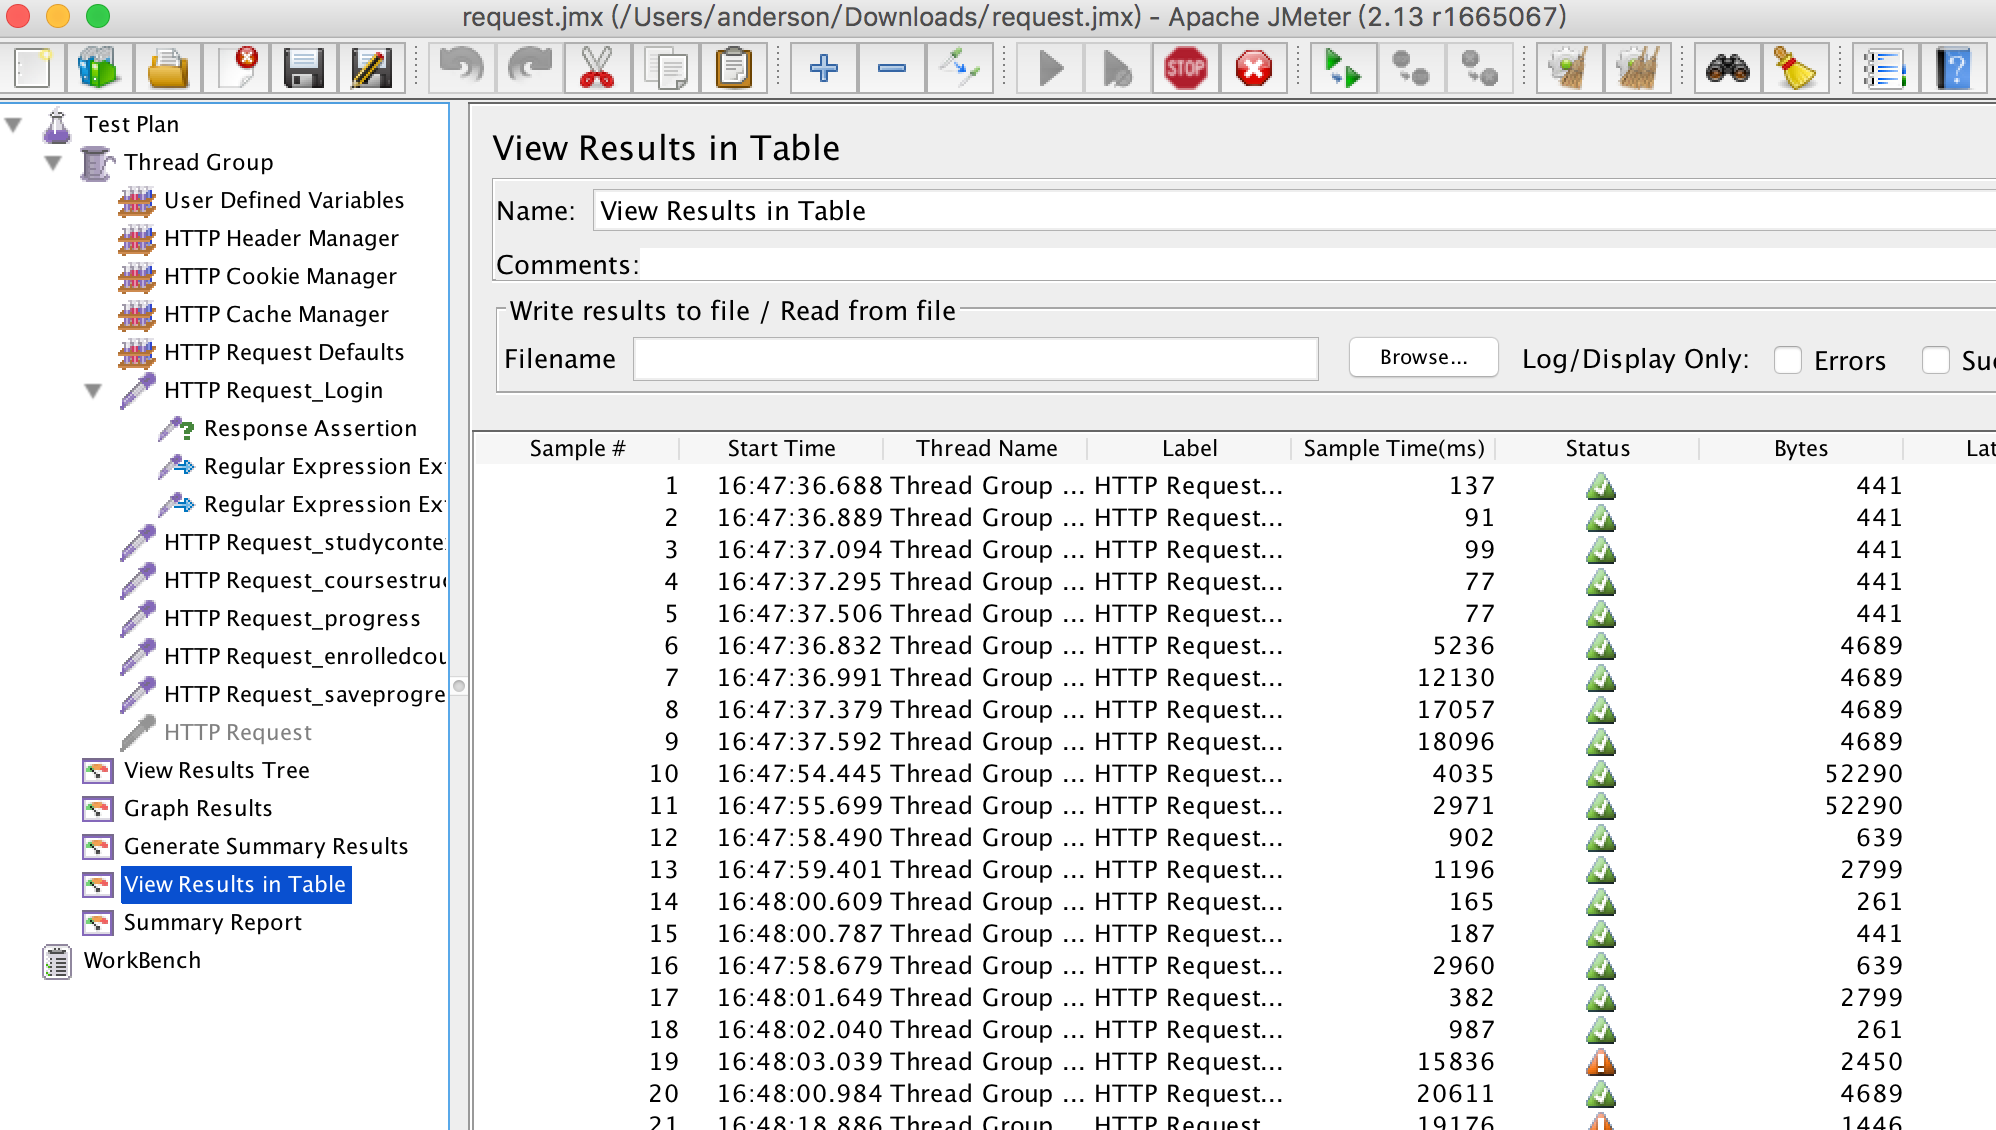 request.jmx (/Users/anderson/Downloads/request.jmx) - Apache JMeter (2.13 r1665067)
STOP
?
Test Plan
Thread Group
User Defined Variables
HTTP Header Manager
HTTP Cookie Manager
HTTP Cache Manager
HTTP Request Defaults
HTTP Request_Login
Response Assertion
Regular Expression Ex
Regular Expression Ex
HTTP Request_studyconte
HTTP Request_coursestru
HTTP Request_progress
HTTP Request_enrolledcou
HTTP Request_saveprogre
HTTP Request
View Results Tree
Graph Results
Generate Summary Results
View Results in Table
Summary Report
WorkBench
View Results in Table
Name: View Results in Table
Comments:
Write results to file / Read from file
Filename Browse... Log/Display Only: Errors Suc
Sample # Start Time Thread Name Label Sample Time(ms) Status Bytes Lat
1 16:47:36.688 Thread Group ... HTTP Request... 137 441
2 16:47:36.889 Thread Group ... HTTP Request... 91 441
3 16:47:37.094 Thread Group ... HTTP Request... 99 441
4 16:47:37.295 Thread Group ... HTTP Request... 77 441
5 16:47:37.506 Thread Group ... HTTP Request... 77 441
6 16:47:36.832 Thread Group ... HTTP Request... 5236 4689
7 16:47:36.991 Thread Group ... HTTP Request... 12130 4689
8 16:47:37.379 Thread Group ... HTTP Request... 17057 4689
9 16:47:37.592 Thread Group ... HTTP Request... 18096 4689
10 16:47:54.445 Thread Group ... HTTP Request... 4035 52290
11 16:47:55.699 Thread Group ... HTTP Request... 2971 52290
12 16:47:58.490 Thread Group ... HTTP Request... 902 639
13 16:47:59.401 Thread Group ... HTTP Request... 1196 2799
14 16:48:00.609 Thread Group ... HTTP Request... 165 261
15 16:48:00.787 Thread Group ... HTTP Request... 187 441
16 16:47:58.679 Thread Group ... HTTP Request... 2960 639
17 16:48:01.649 Thread Group ... HTTP Request... 382 2799
18 16:48:02.040 Thread Group ... HTTP Request... 987 261
19 16:48:03.039 Thread Group ... HTTP Request... 15836 2450
20 16:48:00.984 Thread Group ... HTTP Request... 20611 4689
21 16:48:18.886 Thread Group ... HTTP Request... 19176 1446